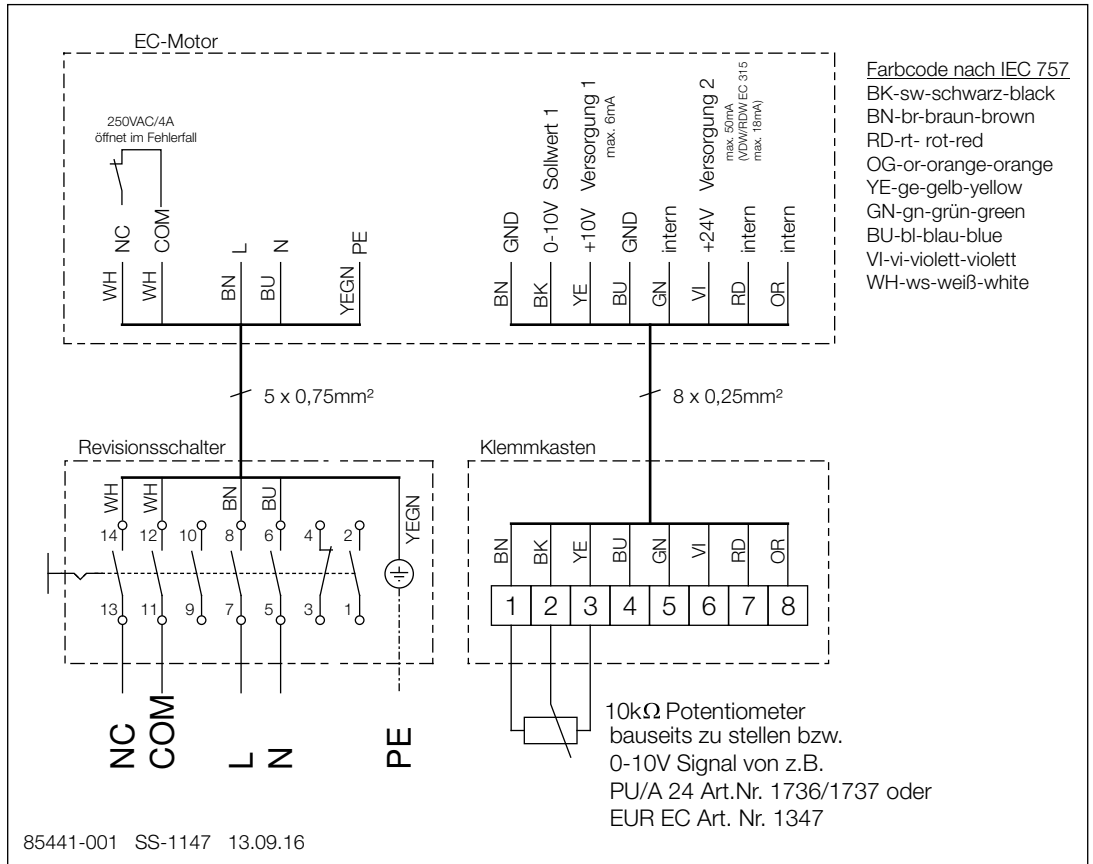 EC-Motor
250VAC/4A
öffnet im Fehlerfall
NC
COM
L
N
PE
WH
WH
BN
BU
YEGN
GND
0-10V Sollwert 1
+10V Versorgung 1
max. 6mA
GND
intern
+24V Versorgung 2
max. 50mA
(VDW/RDW EC 315
max. 18mA)
intern
intern
BN
BK
YE
BU
GN
VI
RD
OR
Farbcode nach IEC 757
BK-sw-schwarz-black
BN-br-braun-brown
RD-rt- rot-red
OG-or-orange-orange
YE-ge-gelb-yellow
GN-gn-grün-green
BU-bl-blau-blue
VI-vi-violett-violett
WH-ws-weiß-white
5 x 0,75mm²
8 x 0,25mm²
Revisionsschalter
WH
WH
BN
BU
YEGN
14 12 10 8 6 4 2
13 11 9 7 5 3 1
NC
COM
L
N
PE
Klemmkasten
BN
BK
YE
BU
GN
VI
RD
OR
1 2 3 4 5 6 7 8
10kΩ Potentiometer
bauseits zu stellen bzw.
0-10V Signal von z.B.
PU/A 24 Art.Nr. 1736/1737 oder
EUR EC Art. Nr. 1347
85441-001 SS-1147 13.09.16